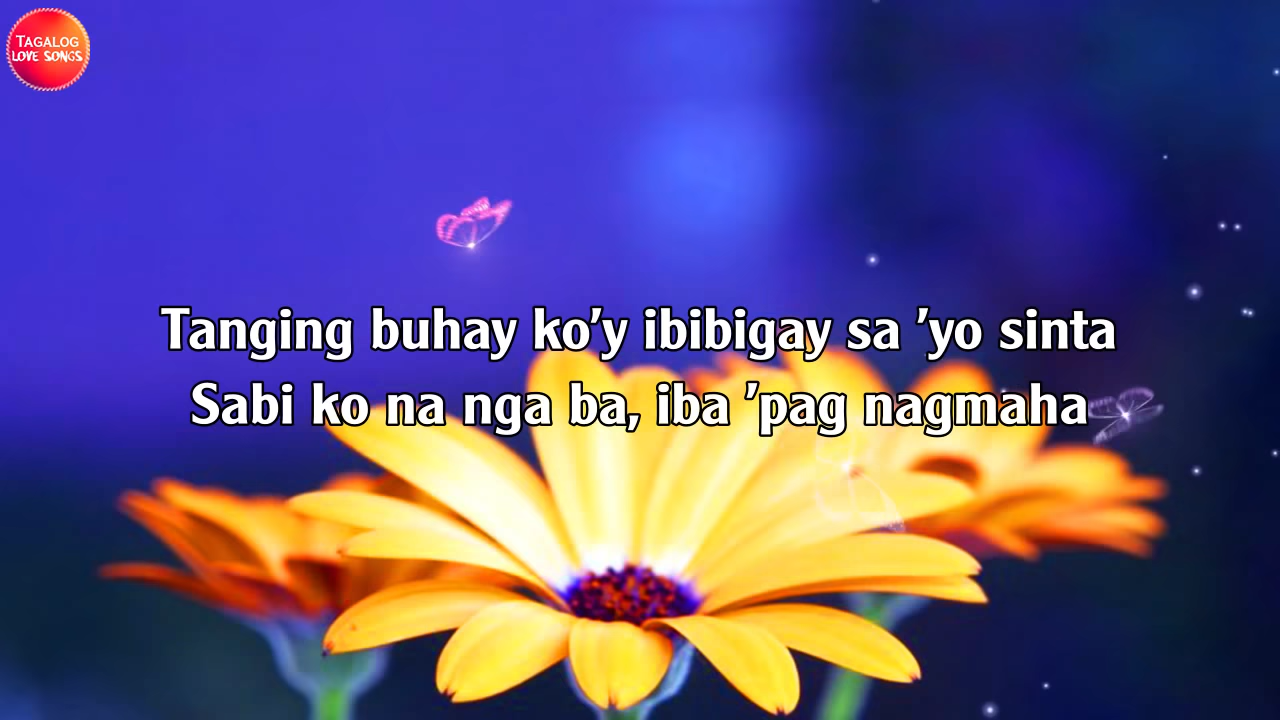 TAGALOG
LOVE SONGS
Tanging buhay ko'y ibibigay sa 'yo sinta
Sabi ko na nga ba, iba 'pag nagmaha